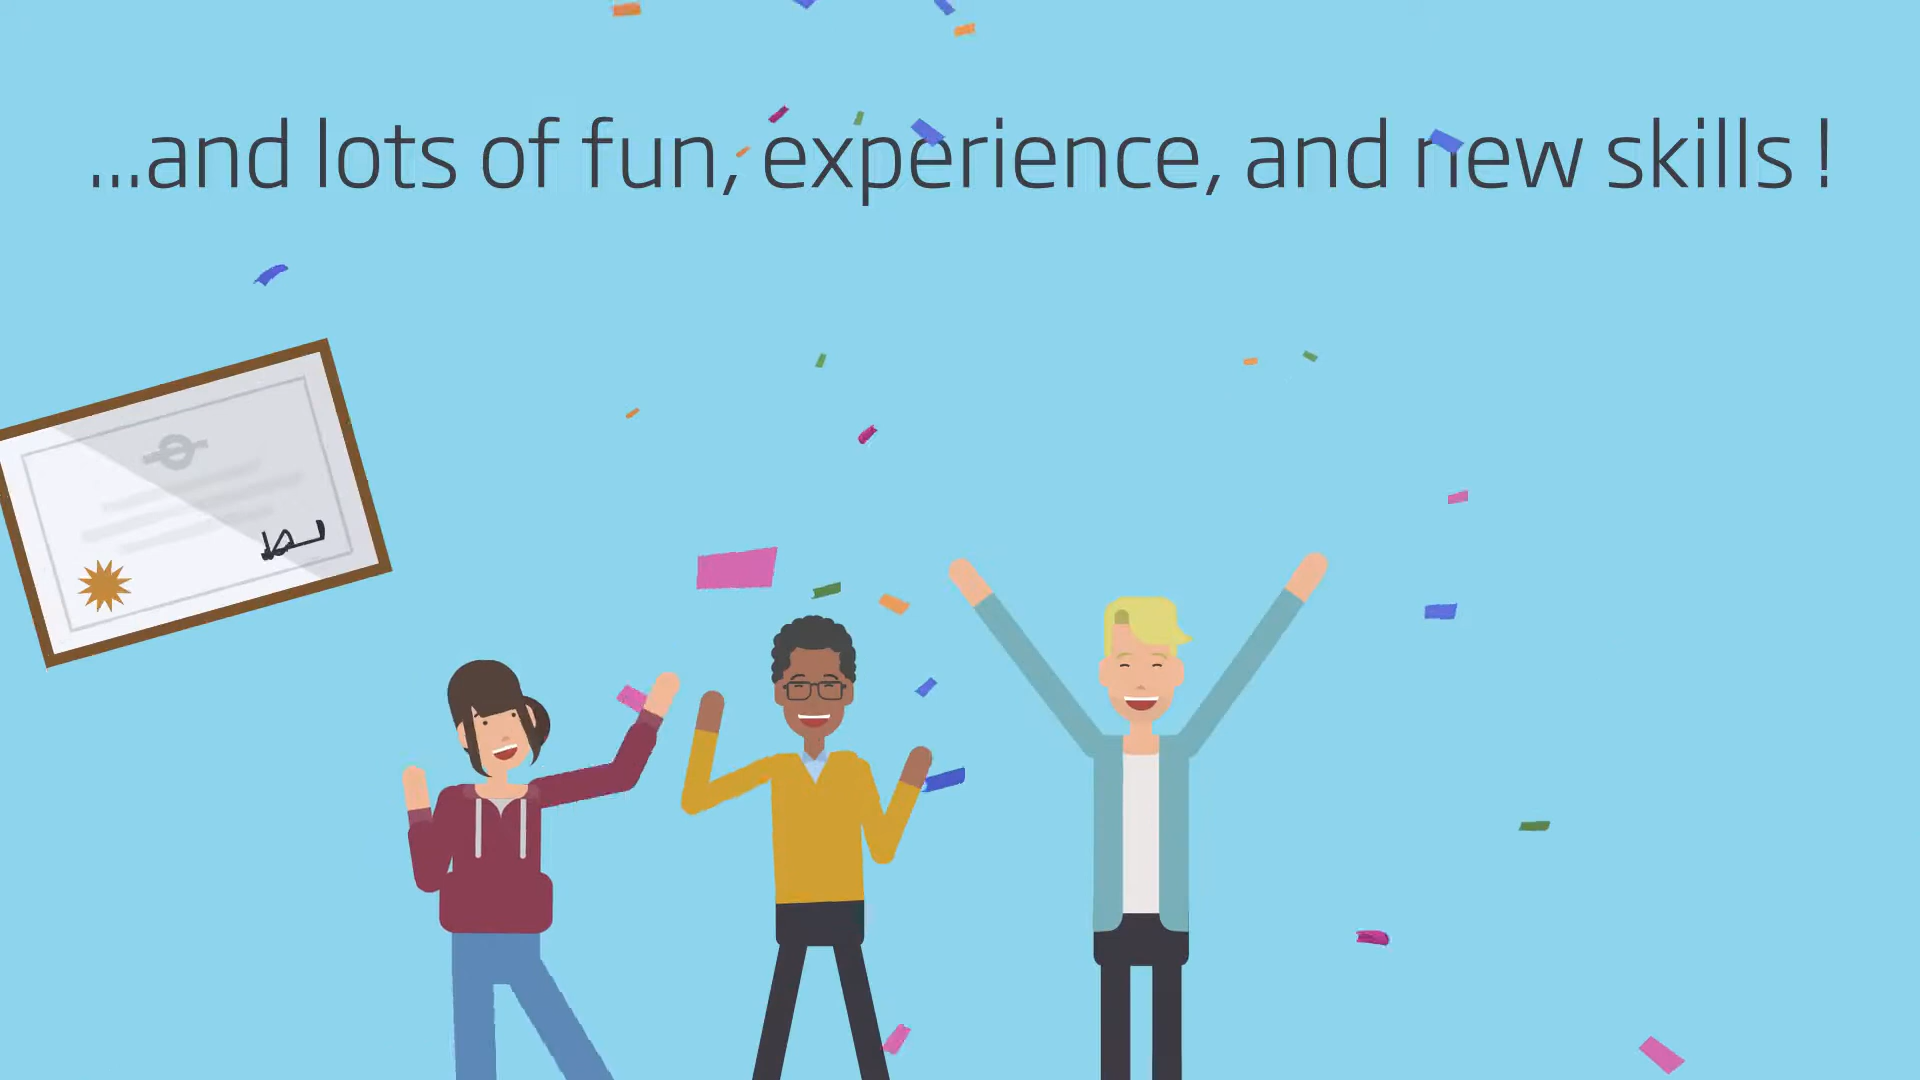 ...and lots of fun, experience, and new skills !